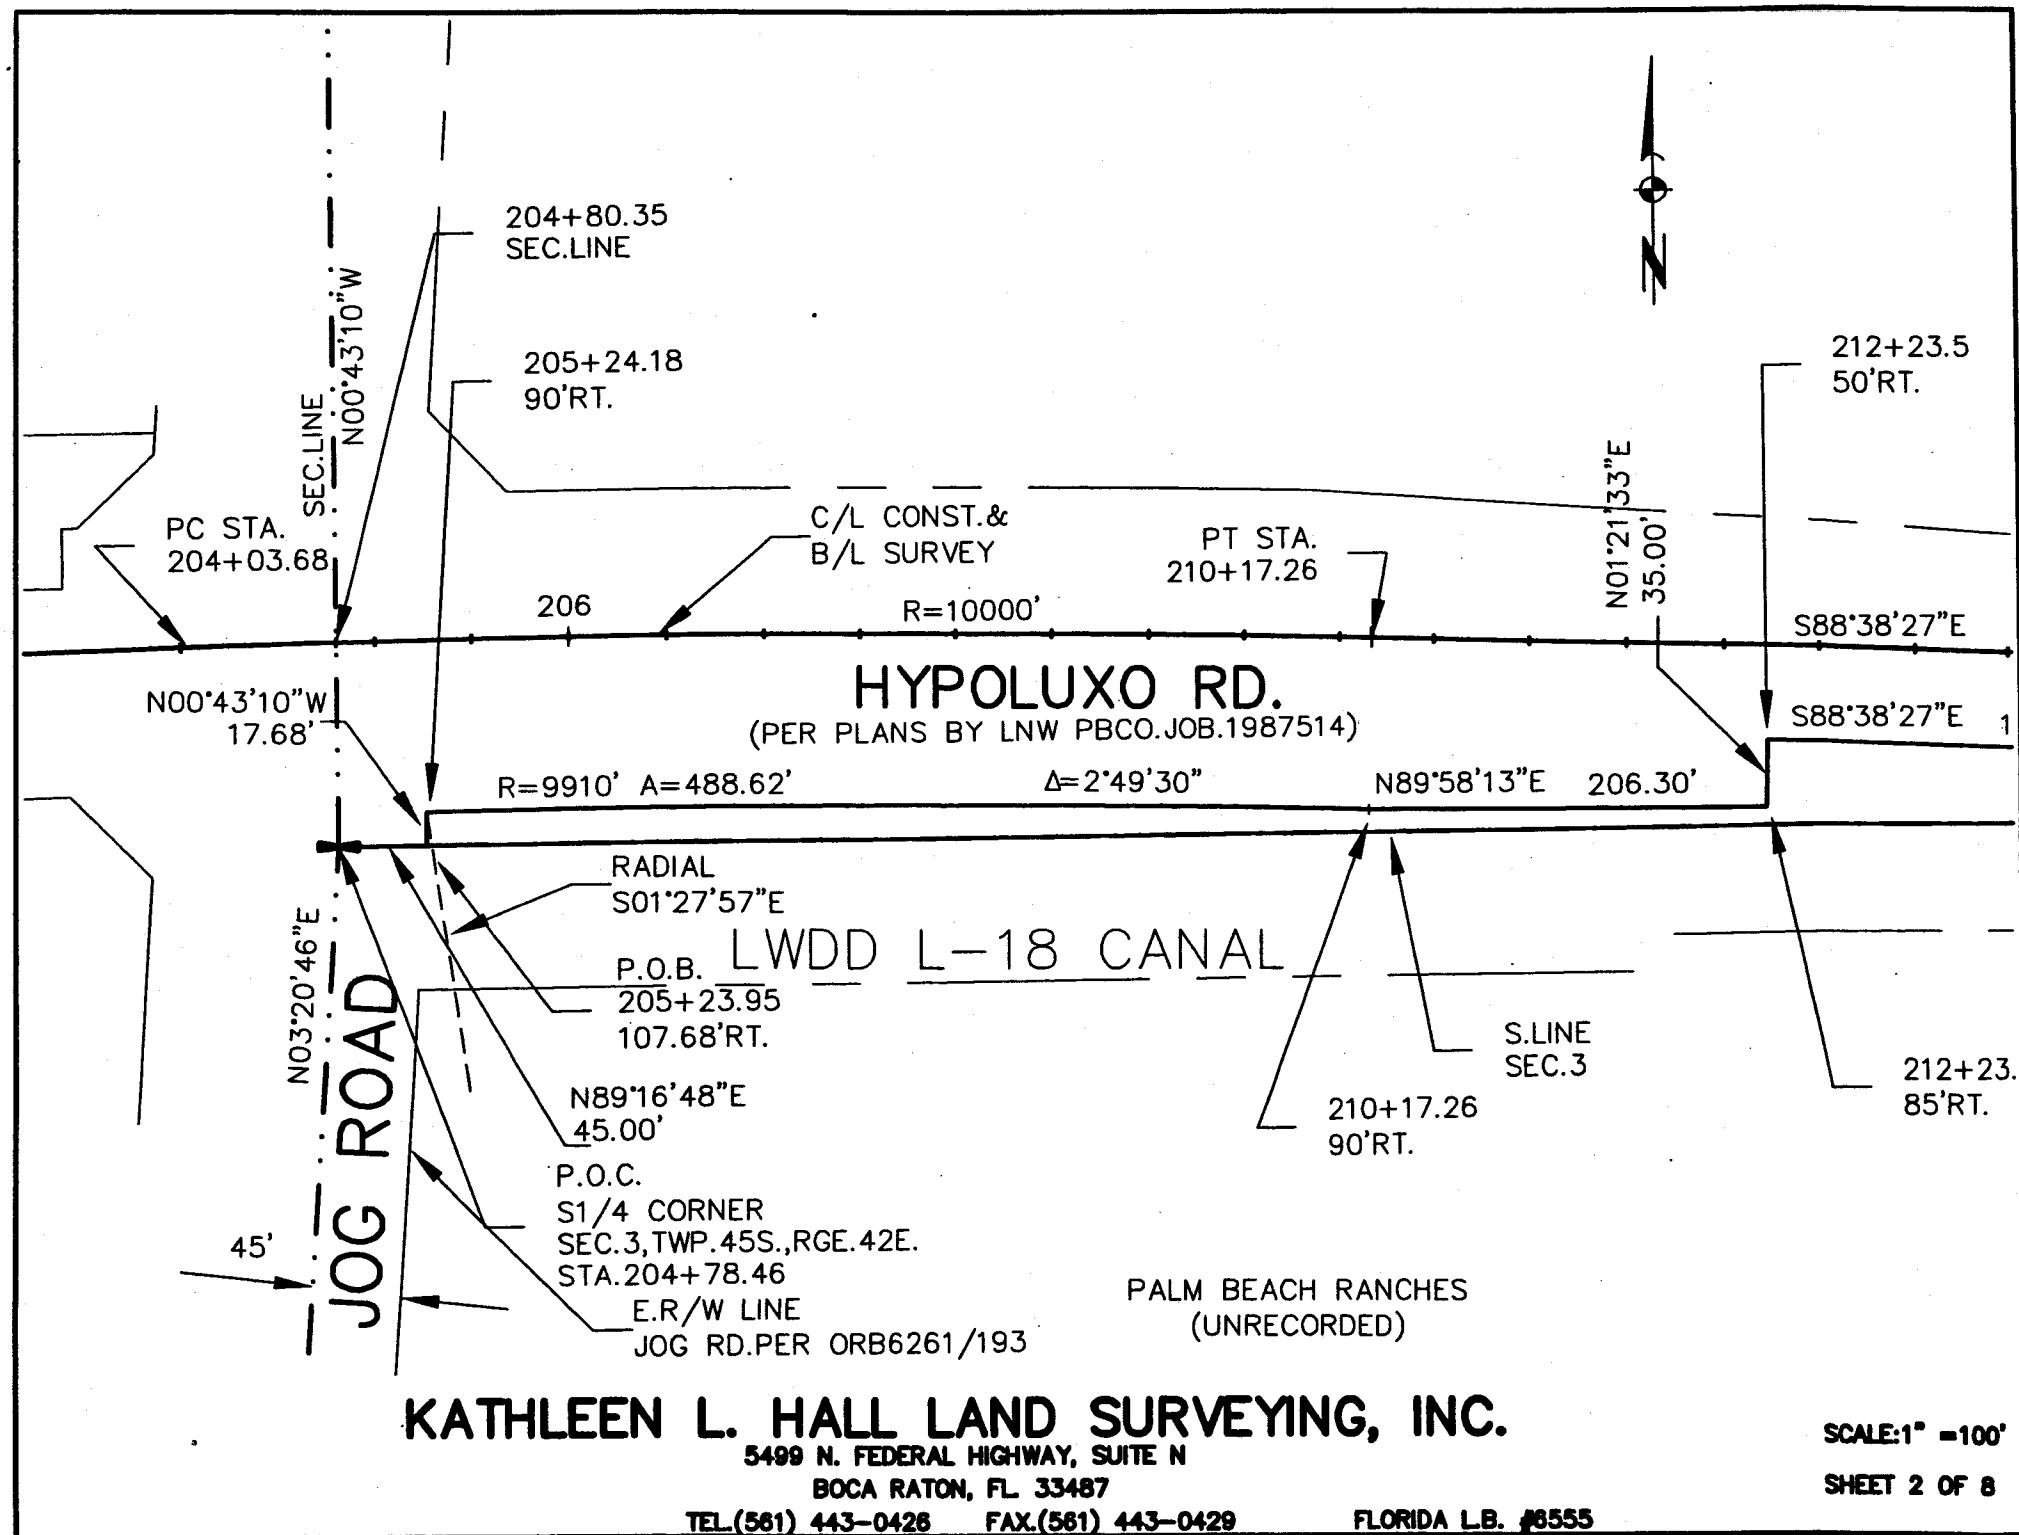 204+80.35
SEC.LINE
N00°43'10"W
SEC.LINE
205+24.18
90'RT.
N
212+23.5
50'RT.
PC STA.
204+03.68
C/L CONST.&
B/L SURVEY
PT STA.
210+17.26
N01°21'33"E
35.00'
206
R=10000'
S88°38'27"E
HYPOLUXO RD.
(PER PLANS BY LNW PBCO.JOB.1987514)
N00°43'10"W
17.68'
S88°38'27"E 1
R=9910' A=488.62' Δ=2°49'30" N89°58'13"E 206.30'
RADIAL
S01°27'57"E
LWDD L-18 CANAL
N03°20'46"E
JOG ROAD
P.O.B.
205+23.95
107.68'RT.
S.LINE
SEC.3
212+23.
85'RT.
N89°16'48"E
45.00'
210+17.26
90'RT.
P.O.C.
S1/4 CORNER
SEC.3,TWP.45S.,RGE.42E.
STA.204+78.46
45'
E.R/W LINE
JOG RD.PER ORB6261/193
PALM BEACH RANCHES
(UNRECORDED)
KATHLEEN L. HALL LAND SURVEYING, INC.
5499 N. FEDERAL HIGHWAY, SUITE N
BOCA RATON, FL 33487
TEL.(561) 443-0426 FAX.(561) 443-0429 FLORIDA L.B. #6555
SCALE:1" =100'
SHEET 2 OF 8